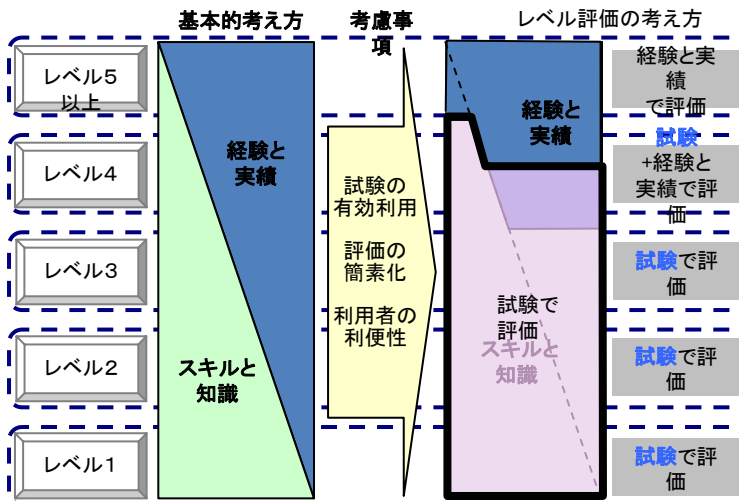 基本的考え方
考慮事
項
レベル評価の考え方
レベル5
以上
レベル4
レベル3
レベル2
レベル1
経験と
実績
スキルと
知識
試験の
有効利用
評価の
簡素化
利用者の
利便性
経験と
実績
試験で
評価
スキルと
知識
経験と実
績
で評価
試験
+経験と
実績で評
価
試験で評
価
試験で評
価
試験で評
価